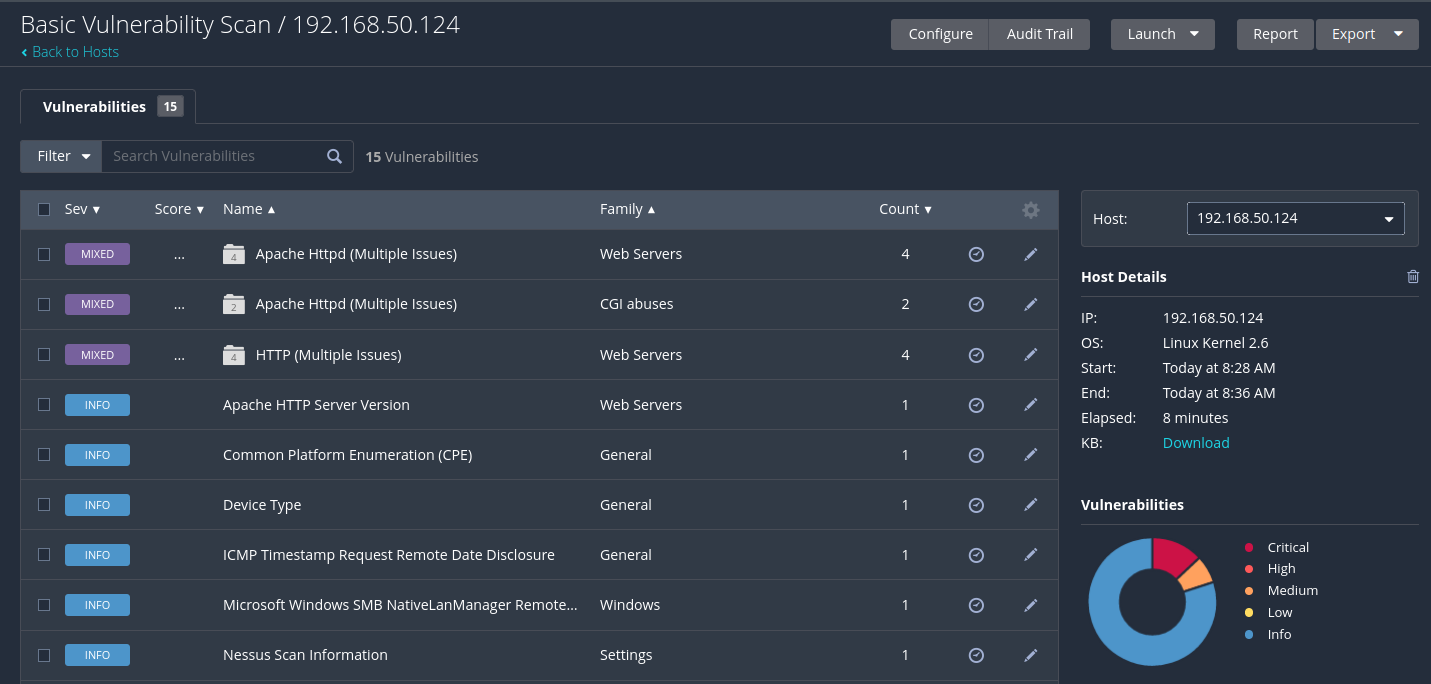 Basic Vulnerability Scan / 192.168.50.124
Back to Hosts
Configure Audit Trail Launch Report Export
Vulnerabilities 15
Filter Search Vulnerabilities 15 Vulnerabilities
Sev Score Name Family Count
MIXED ... 4 Apache Httpd (Multiple Issues) Web Servers 4
MIXED ... 2 Apache Httpd (Multiple Issues) CGI abuses 2
MIXED ... 4 HTTP (Multiple Issues) Web Servers 4
INFO Apache HTTP Server Version Web Servers 1
INFO Common Platform Enumeration (CPE) General 1
INFO Device Type General 1
INFO ICMP Timestamp Request Remote Date Disclosure General 1
INFO Microsoft Windows SMB NativeLanManager Remote... Windows 1
INFO Nessus Scan Information Settings 1
Host: 192.168.50.124
Host Details
IP: 192.168.50.124
OS: Linux Kernel 2.6
Start: Today at 8:28 AM
End: Today at 8:36 AM
Elapsed: 8 minutes
KB: Download
Vulnerabilities
Critical
High
Medium
Low
Info